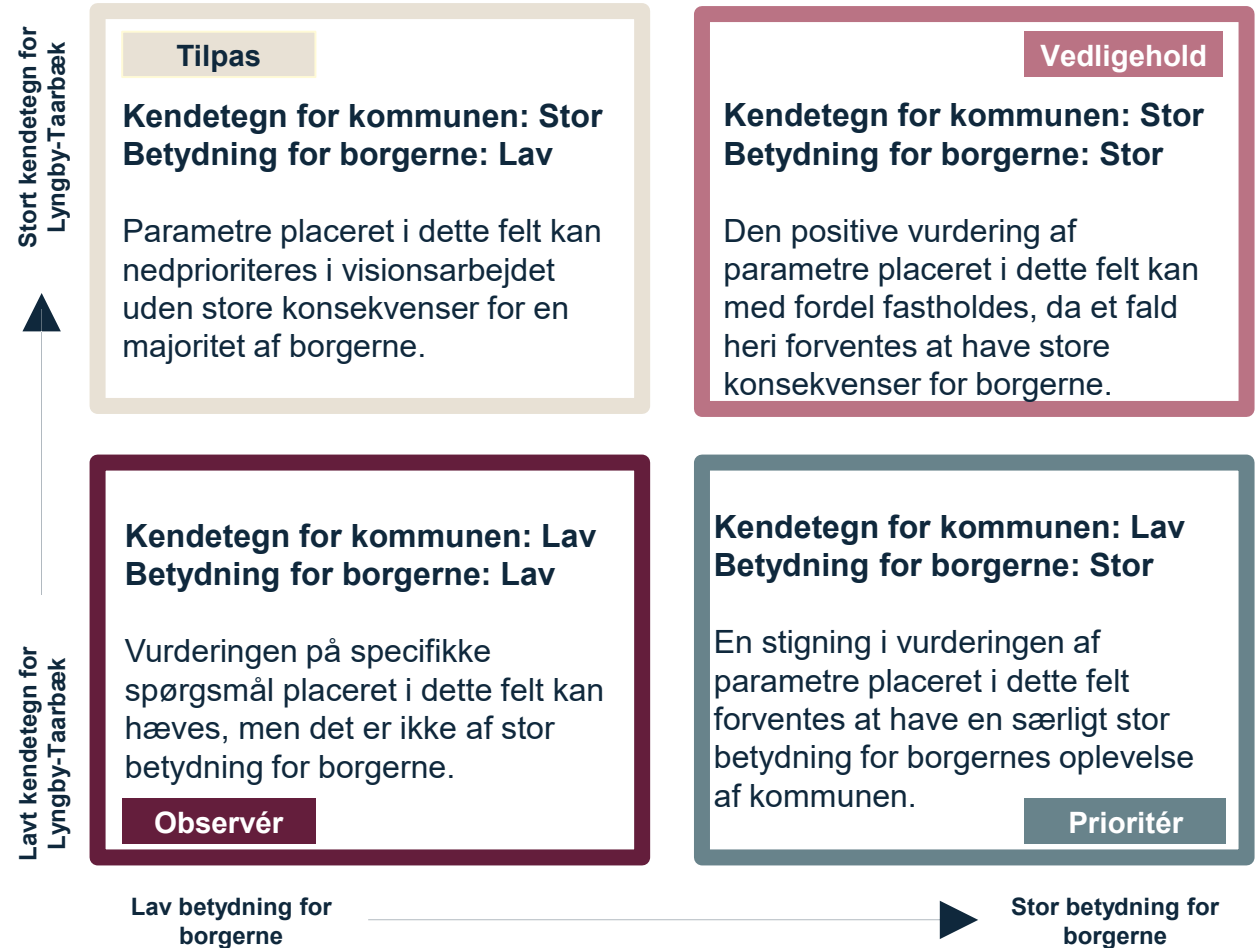 Stort kendetegn for
Lyngby-Taarbæk
Tilpas
Kendetegn for kommunen: Stor
Betydning for borgerne: Lav
Parametre placeret i dette felt kan
nedprioriteres i visionsarbejdet
uden store konsekvenser for en
majoritet af borgerne.
Vedligehold
Kendetegn for kommunen: Stor
Betydning for borgerne: Stor
Den positive vurdering af
parametre placeret i dette felt kan
med fordel fastholdes, da et fald
heri forventes at have store
konsekvenser for borgerne.
Lavt kendetegn for
Lyngby-Taarbæk
Kendetegn for kommunen: Lav
Betydning for borgerne: Lav
Vurderingen på specifikke
spørgsmål placeret i dette felt kan
hæves, men det er ikke af stor
betydning for borgerne.
Observér
Kendetegn for kommunen: Lav
Betydning for borgerne: Stor
En stigning i vurderingen af
parametre placeret i dette felt
forventes at have en særligt stor
betydning for borgernes oplevelse
af kommunen.
Prioritér
Lav betydning for
borgerne
Stor betydning for
borgerne